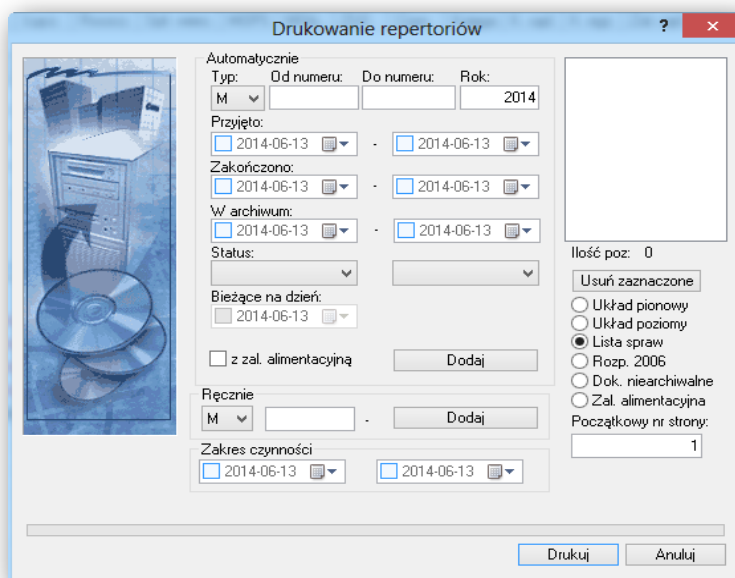 Drukowanie repertoriów ?
Automatycznie
Typ: Od numeru: Do numeru: Rok:
M 2014
Przyjęto:
2014-06-13 - 2014-06-13
Zakończono:
2014-06-13 - 2014-06-13
W archiwum:
2014-06-13 - 2014-06-13
Status:
Bieżące na dzień:
2014-06-13
z zal. alimentacyjną Dodaj
Ręcznie
M - Dodaj
Zakres czynności
2014-06-13 2014-06-13
Ilość poz: 0
Usuń zaznaczone
Układ pionowy
Układ poziomy
Lista spraw
Rozp. 2006
Dok. niearchiwalne
Zal. alimentacyjna
Początkowy nr strony:
1
Drukuj Anuluj